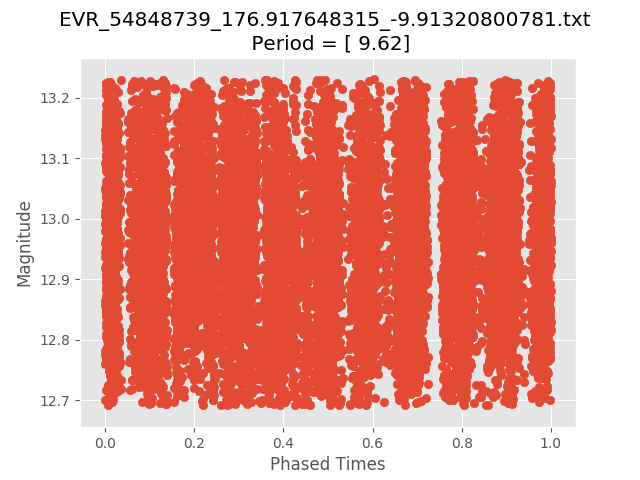 EVR_54848739_176.917648315_-9.91320800781.txt
Period = [ 9.62]
13.2
13.1
13.0
12.9
12.8
12.7
Magnitude
0.0 0.2 0.4 0.6 0.8 1.0
Phased Times